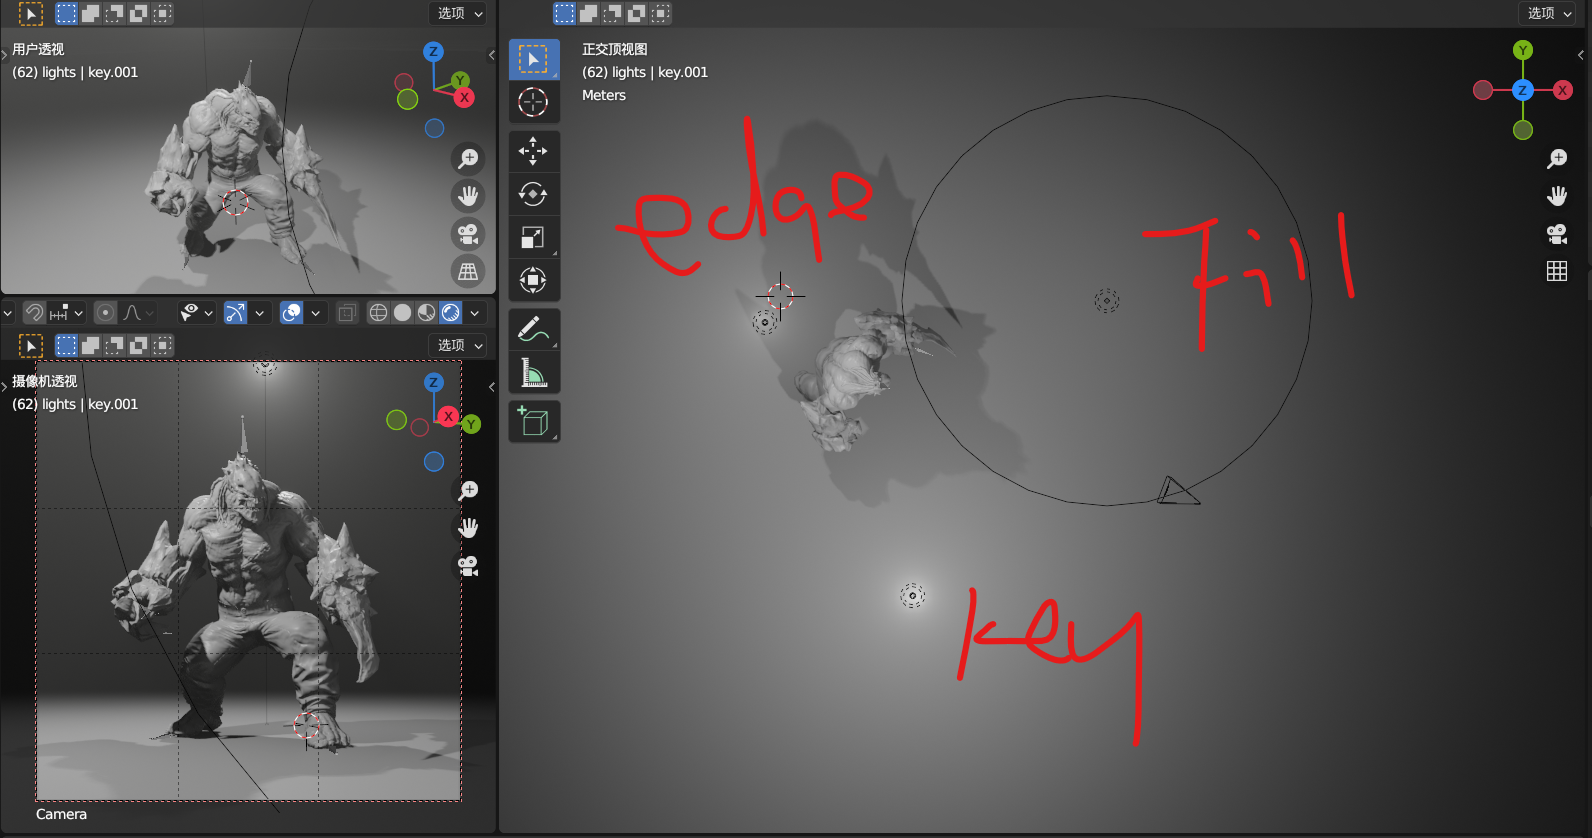 选项
用户透视
(62) lights | key.001
Z
Y
X
选项
摄像机透视
(62) lights | key.001
Z
X
Y
Camera
选项
正交顶视图
(62) lights | key.001
Meters
Y
Z
X
edge
Fill
key